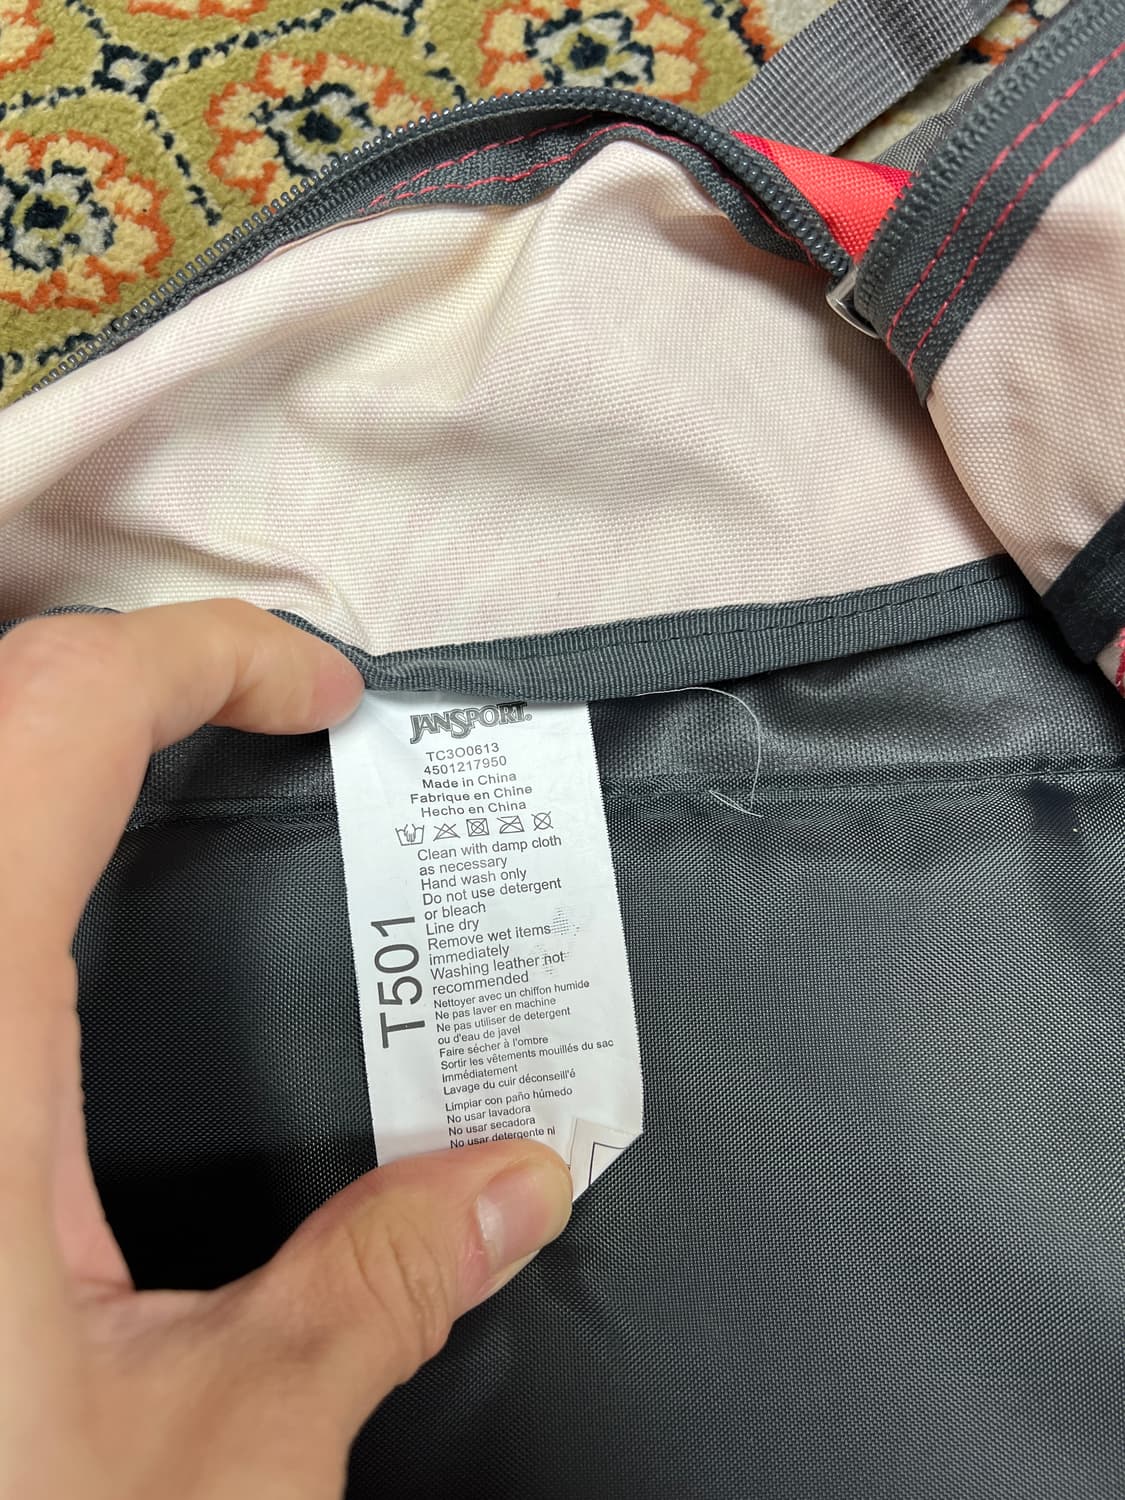 JANSPORT®
TC3O0613
4501217950
Made in China
Fabrique en Chine
Hecho en China
Clean with damp cloth
as necessary
Hand wash only
Do not use detergent
or bleach
Line dry
Remove wet items
immediately
Washing leather not
recommended
T501
Nettoyer avec un chiffon humide
Ne pas laver en machine
Ne pas utiliser de detergent
ou d'eau de javel
Faire sécher à l'ombre
Sortir les vêtements mouillés du sac
Immédiatement
Lavage du cuir déconseill'é
Limpiar con paño húmedo
No usar lavadora
No usar secadora
No usar detergente ni